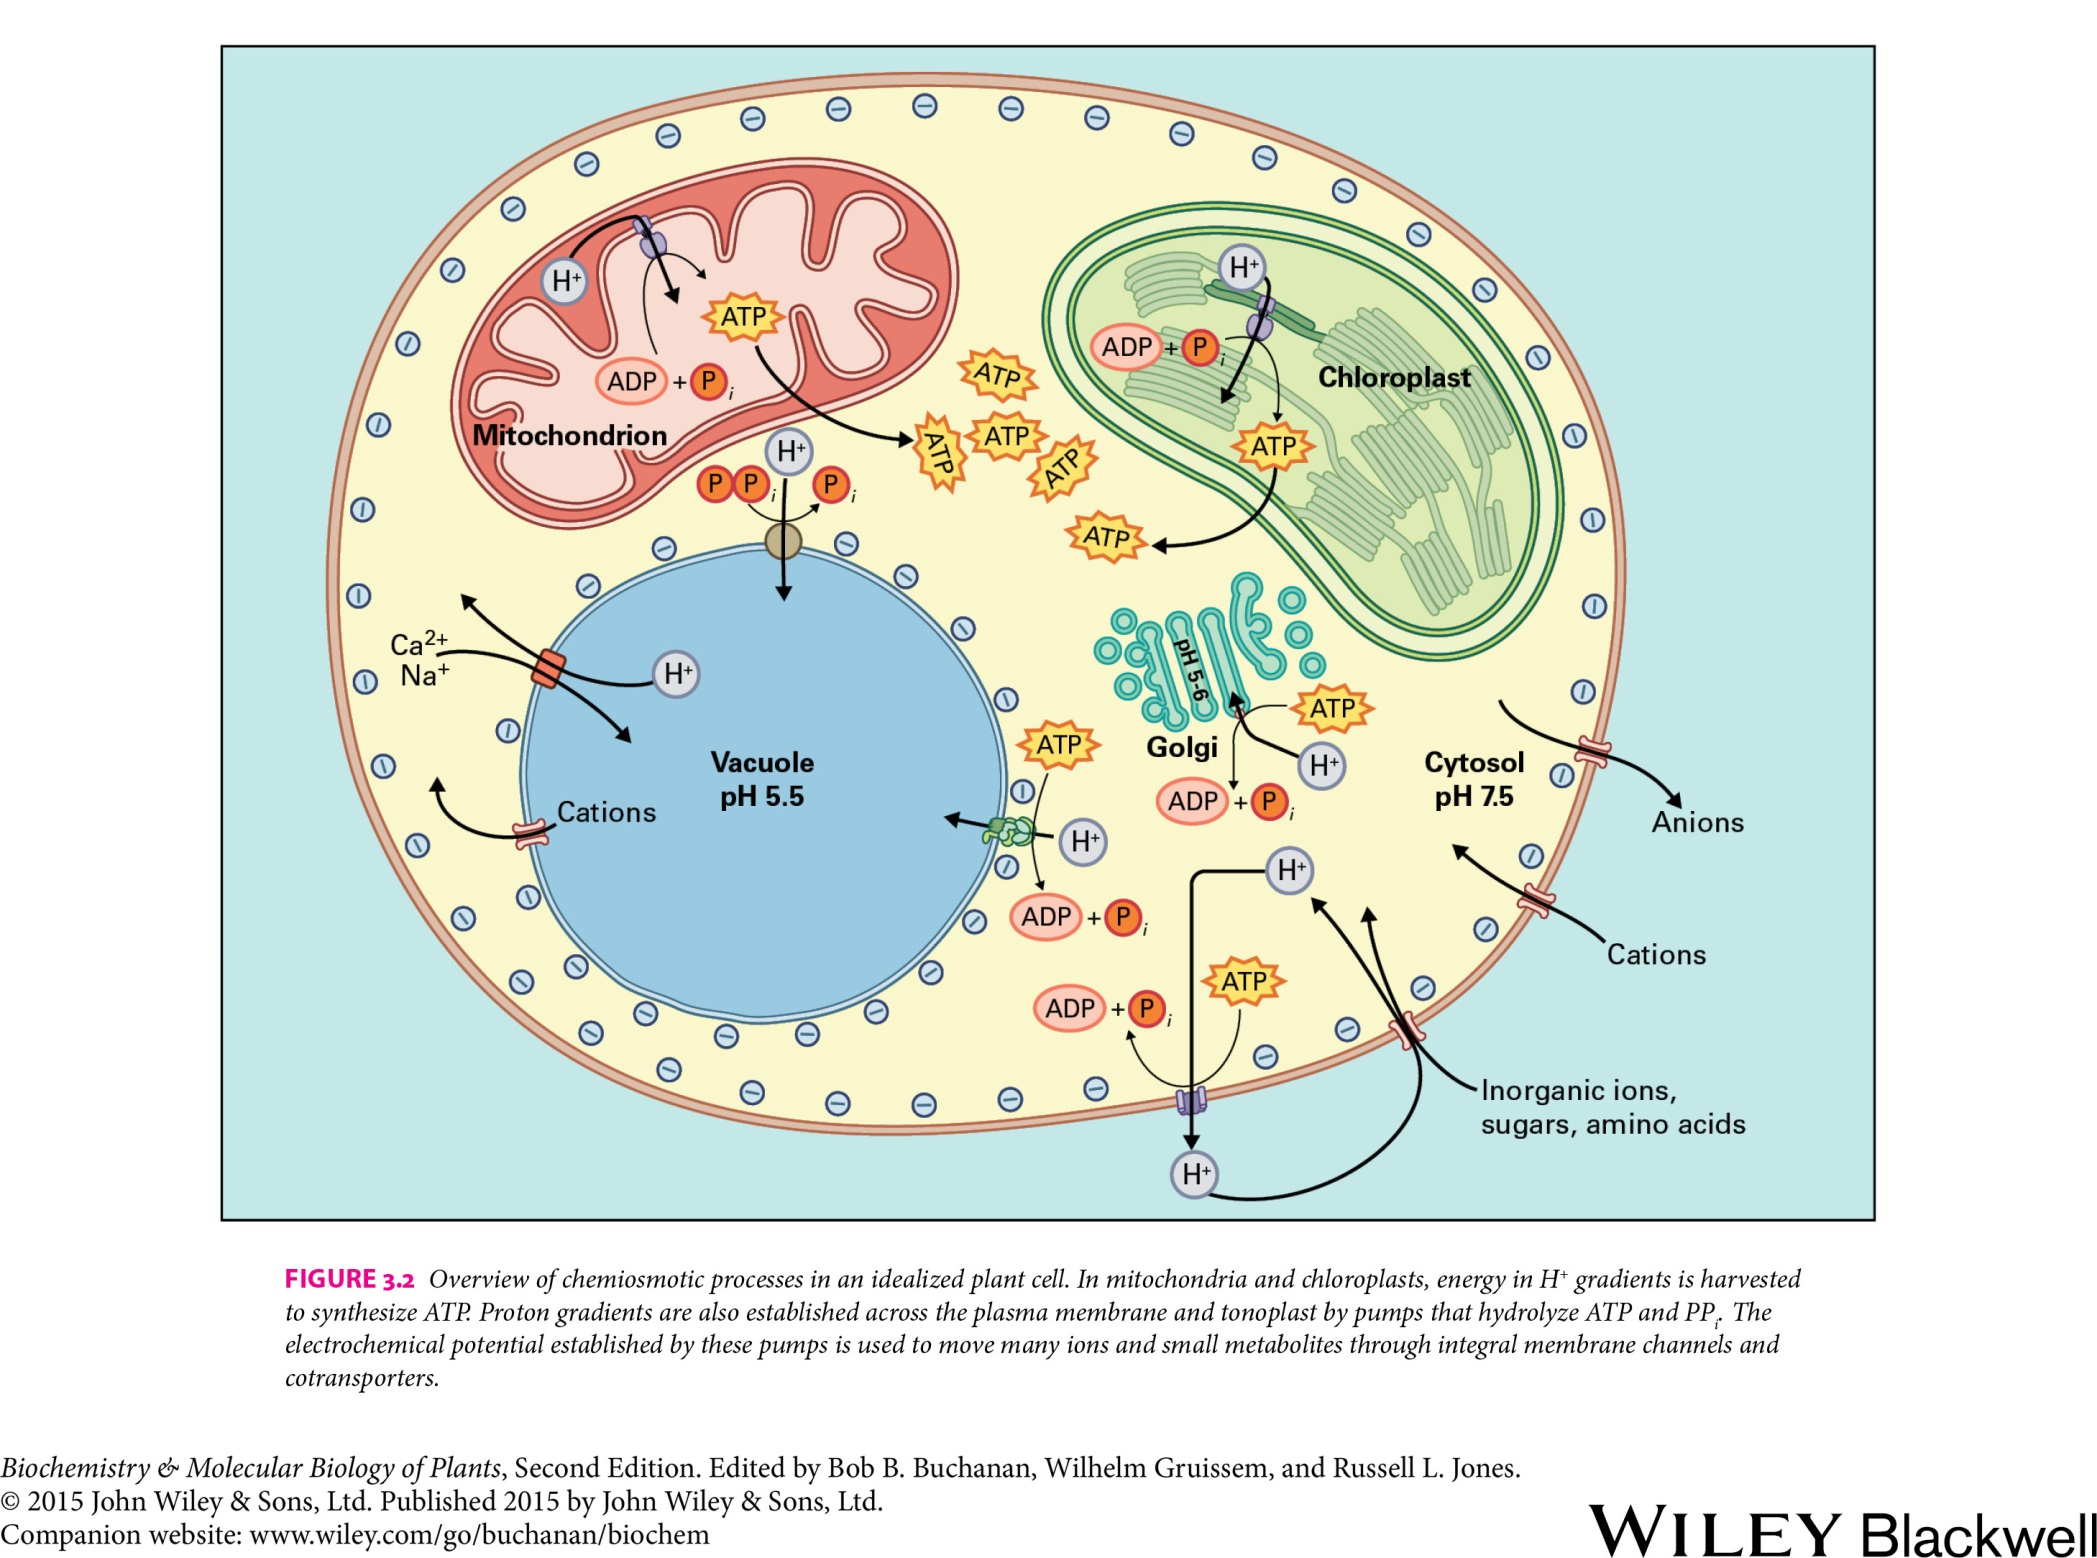 H+
ATP
ADP + Pi
Mitochondrion
H+
ADP + Pi
Chloroplast
ATP
ATP
ATP
ATP
ATP
ATP
H+
P Pi Pi
Ca2+
Na+
H+
Vacuole
pH 5.5
Cations
pH 5-6
Golgi
ATP
H+
ADP + Pi
ATP
H+
ADP + Pi
Cytosol
pH 7.5
Anions
Cations
H+
ATP
ADP + Pi
H+
Inorganic ions,
sugars, amino acids
FIGURE 3.2 Overview of chemiosmotic processes in an idealized plant cell. In mitochondria and chloroplasts, energy in H+ gradients is harvested
to synthesize ATP. Proton gradients are also established across the plasma membrane and tonoplast by pumps that hydrolyze ATP and PPi. The
electrochemical potential established by these pumps is used to move many ions and small metabolites through integral membrane channels and
cotransporters.
Biochemistry & Molecular Biology of Plants, Second Edition. Edited by Bob B. Buchanan, Wilhelm Gruissem, and Russell L. Jones.
© 2015 John Wiley & Sons, Ltd. Published 2015 by John Wiley & Sons, Ltd.
Companion website: www.wiley.com/go/buchanan/biochem
WILEY Blackwell